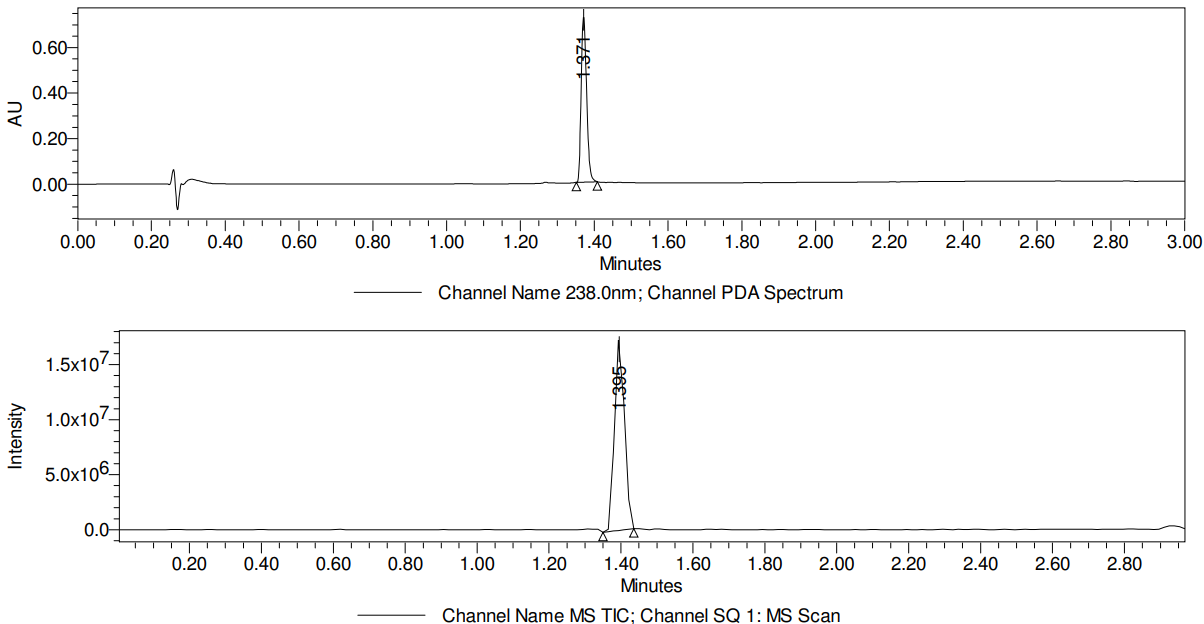 AU
0.60
0.40
0.20
0.00
1.371
0.00 0.20 0.40 0.60 0.80 1.00 1.20 1.40 1.60 1.80 2.00 2.20 2.40 2.60 2.80 3.00
Minutes
Channel Name 238.0nm; Channel PDA Spectrum
Intensity
1.5x10⁷
1.0x10⁷
5.0x10⁶
0.0
1.395
0.20 0.40 0.60 0.80 1.00 1.20 1.40 1.60 1.80 2.00 2.20 2.40 2.60 2.80
Minutes
Channel Name MS TIC; Channel SQ 1: MS Scan